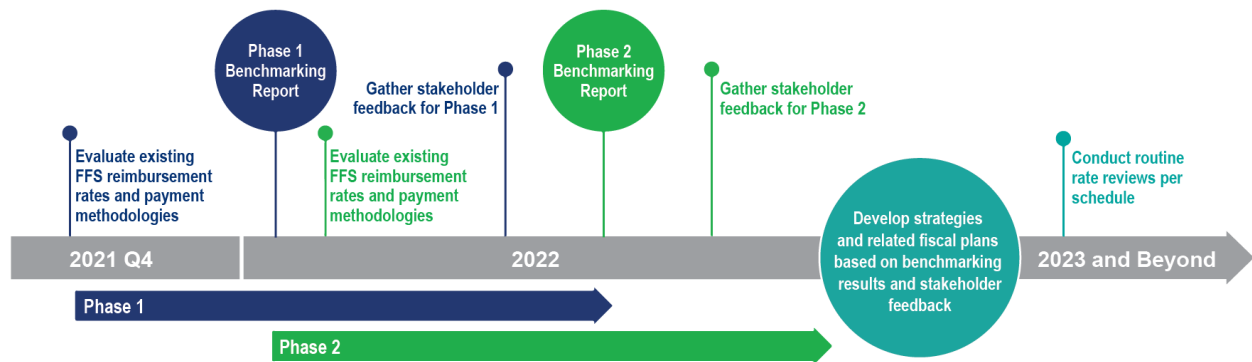 Phase 1
Benchmarking
Report
Phase 2
Benchmarking
Report
Gather stakeholder
feedback for Phase 1
Gather stakeholder
feedback for Phase 2
Evaluate existing
FFS reimbursement
rates and payment
methodologies
Evaluate existing
FFS reimbursement
rates and payment
methodologies
Conduct routine
rate reviews per
schedule
Develop strategies
and related fiscal plans
based on benchmarking
results and stakeholder
feedback
2021 Q4
2022
2023 and Beyond
Phase 1
Phase 2